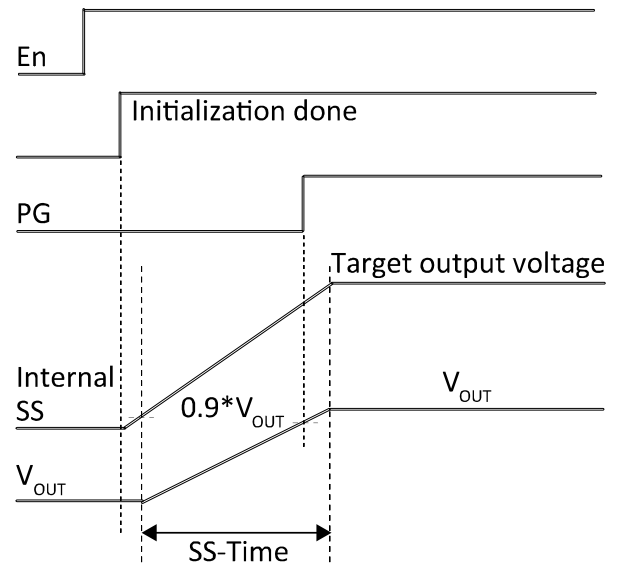 En
Initialization done
PG
Target output voltage
Internal
SS
0.9*VOUT
VOUT
VOUT
SS-Time